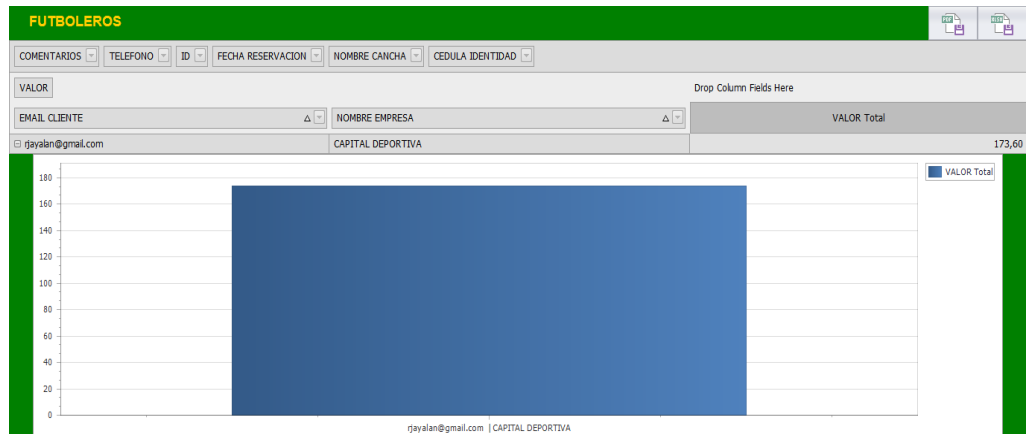 FUTBOLEROS
COMENTARIOS TELEFONO ID FECHA RESERVACION NOMBRE CANCHA CEDULA IDENTIDAD
VALOR Drop Column Fields Here
EMAIL CLIENTE NOMBRE EMPRESA VALOR Total
rjayalan@gmail.com CAPITAL DEPORTIVA 173,60
VALOR Total
180
160
140
120
100
80
60
40
20
0
rjayalan@gmail.com | CAPITAL DEPORTIVA